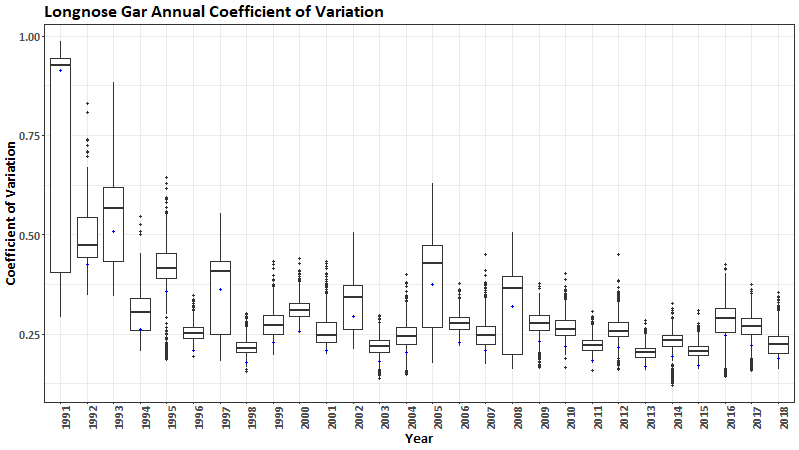 Longnose Gar Annual Coefficient of Variation
1.00
0.75
0.50
0.25
Coefficient of Variation
1991 1992 1993 1994 1995 1996 1997 1998 1999 2000 2001 2002 2003 2004 2005 2006 2007 2008 2009 2010 2011 2012 2013 2014 2015 2016 2017 2018
Year